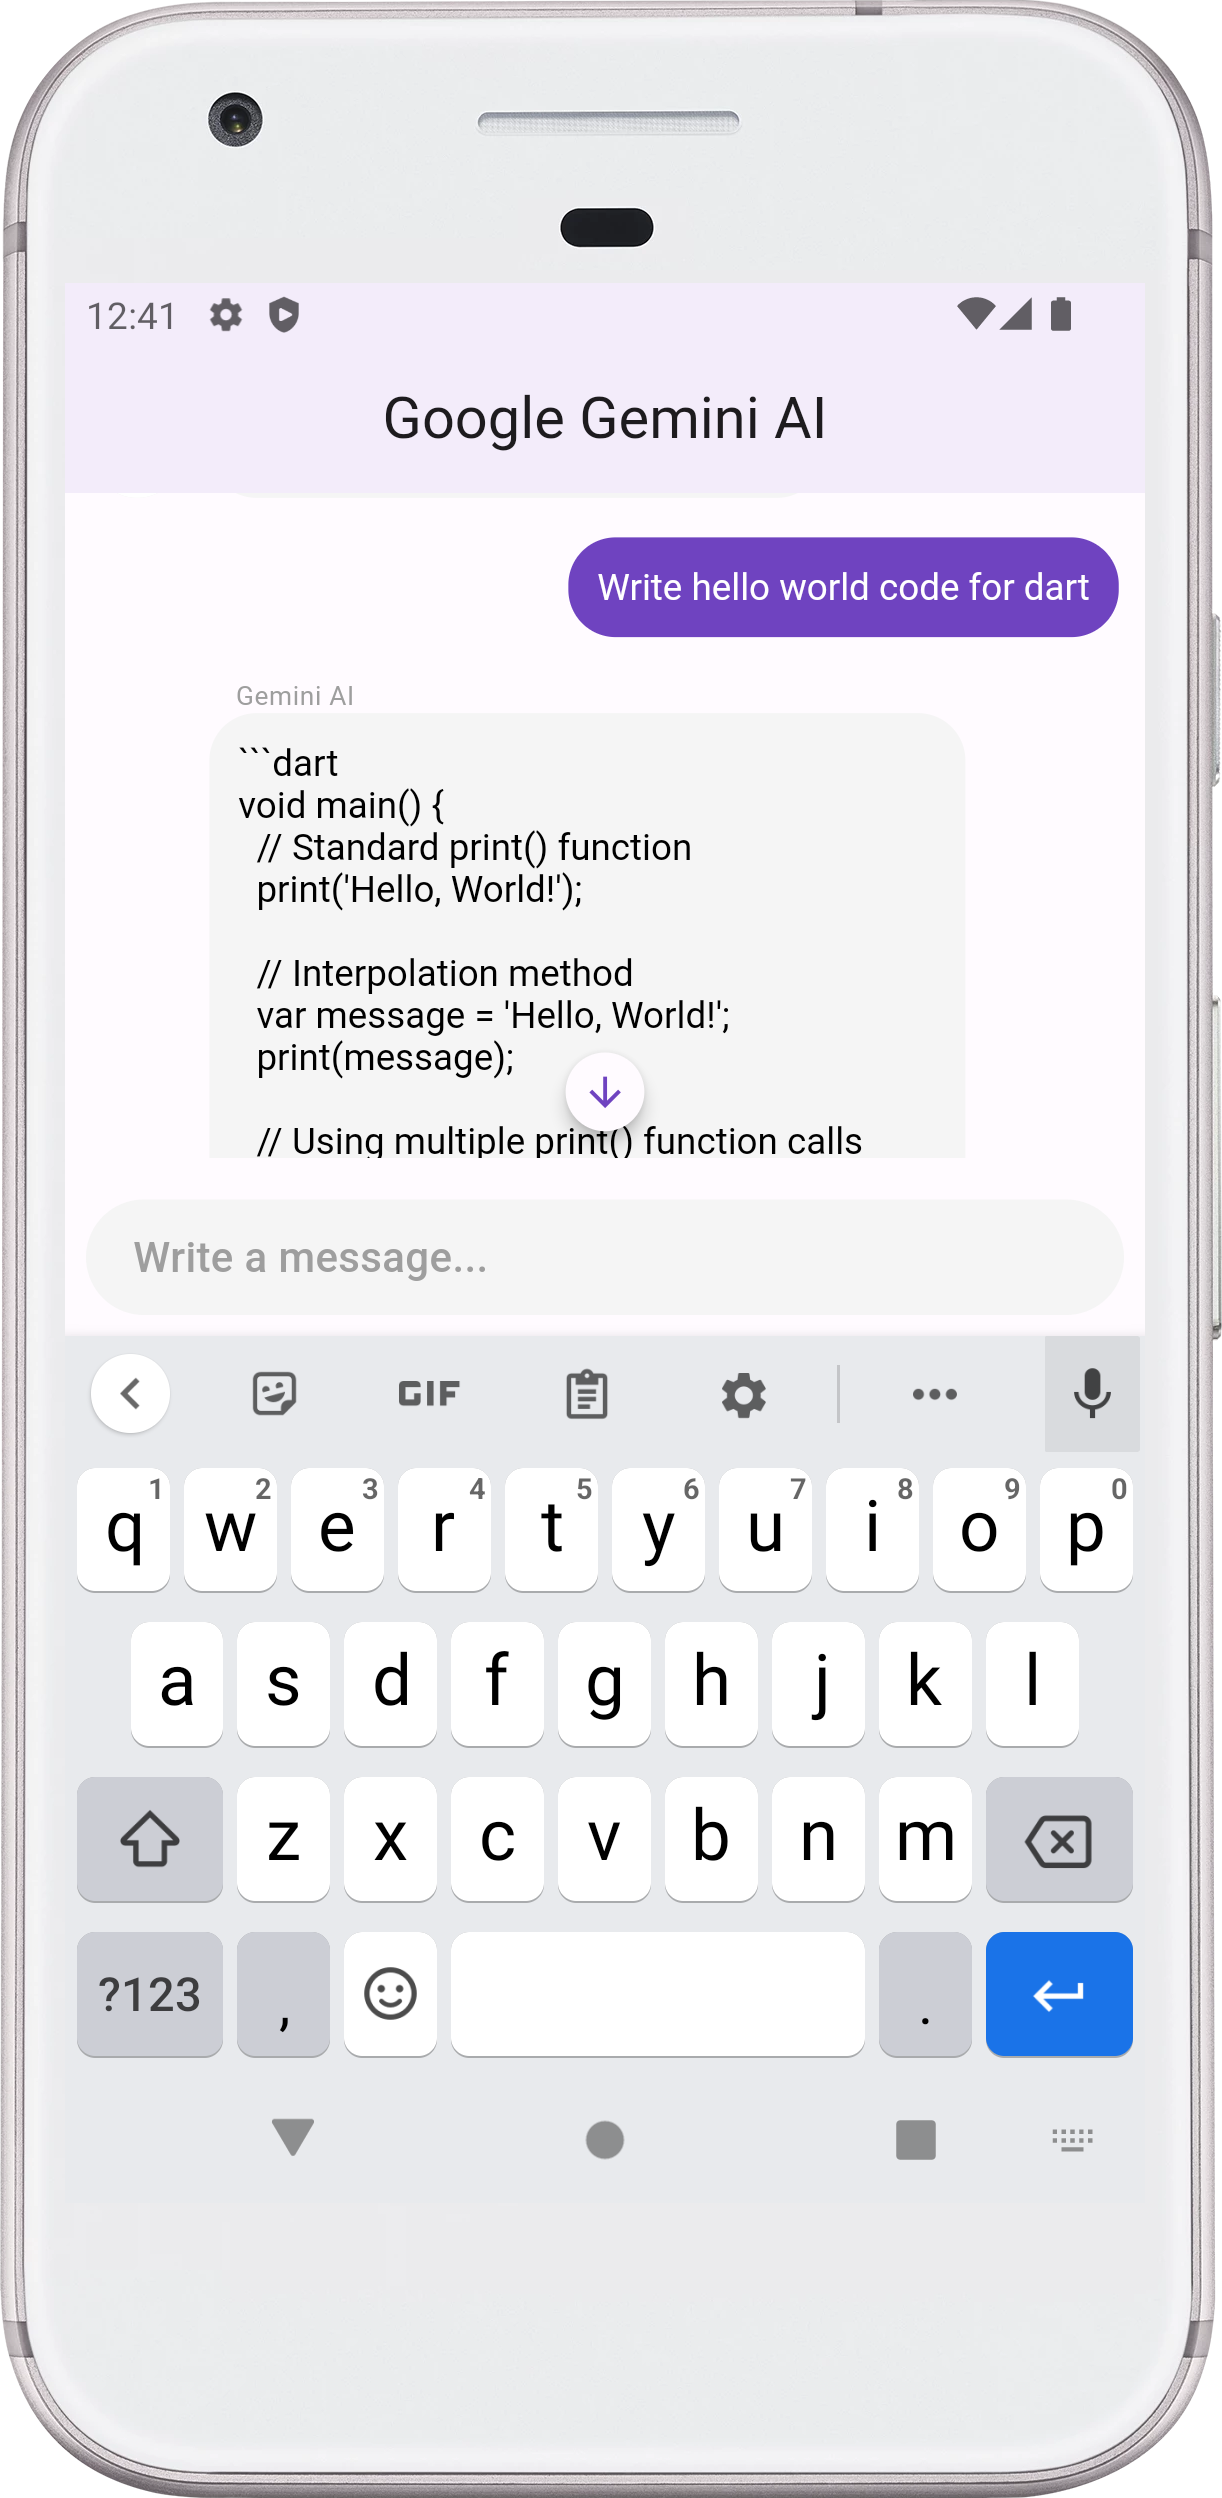 12:41
Google Gemini AI
Write hello world code for dart
Gemini AI
```dart
void main() {
  // Standard print() function
  print('Hello, World!');

  // Interpolation method
  var message = 'Hello, World!';
  print(message);

  // Using multiple print() function calls
Write a message...
GIF
1 2 3 4 5 6 7 8 9 0
q w e r t y u i o p
a s d f g h j k l
z x c v b n m
?123 , .